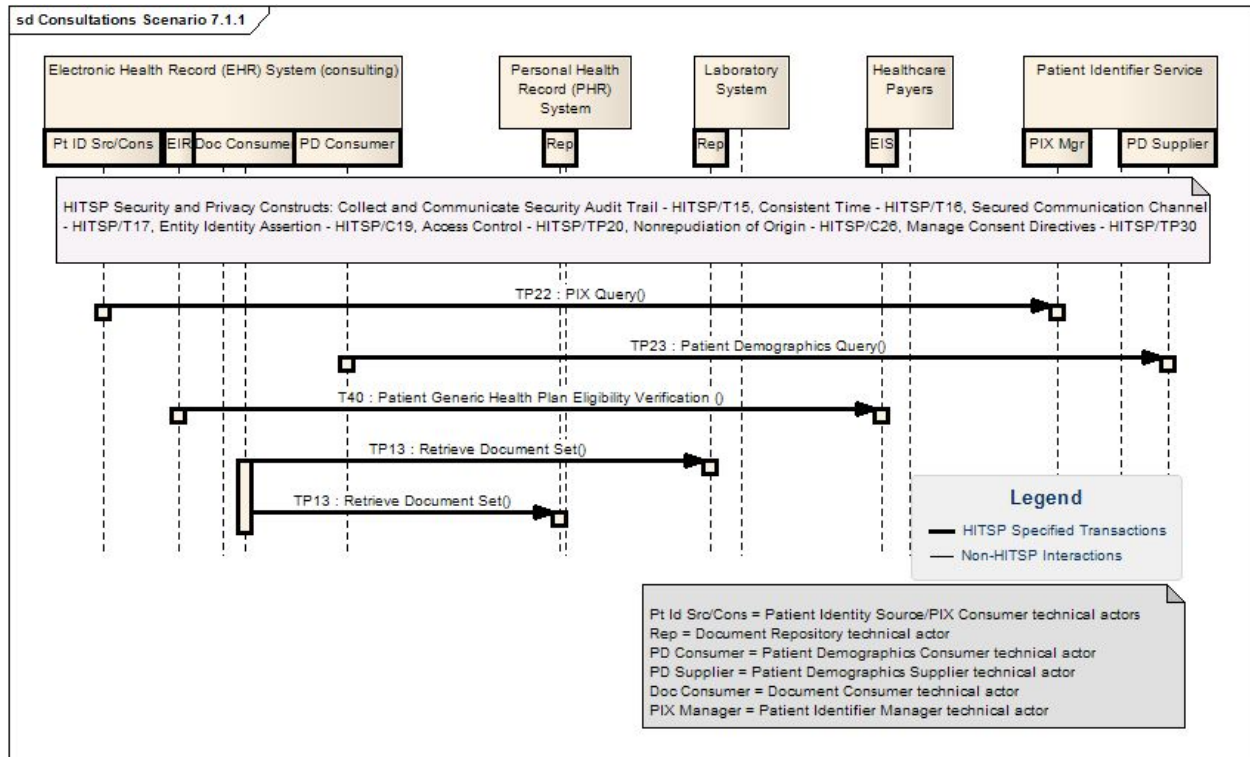 sd Consultations Scenario 7.1.1
Electronic Health Record (EHR) System (consulting)
Personal Health
Record (PHR)
System
Laboratory
System
Healthcare
Payers
Patient Identifier Service
Pt ID Src/Cons
EIR
Doc Consumer
PD Consumer
Rep
Rep
EIS
PIX Mgr
PD Supplier
HITSP Security and Privacy Constructs: Collect and Communicate Security Audit Trail - HITSP/T15, Consistent Time - HITSP/T16, Secured Communication Channel
- HITSP/T17, Entity Identity Assertion - HITSP/C19, Access Control - HITSP/TP20, Nonrepudiation of Origin - HITSP/C26, Manage Consent Directives - HITSP/TP30
TP22 : PIX Query()
TP23 : Patient Demographics Query()
T40 : Patient Generic Health Plan Eligibility Verification ()
TP13 : Retrieve Document Set()
TP13 : Retrieve Document Set()
Legend
HITSP Specified Transactions
Non-HITSP Interactions
Pt Id Src/Cons = Patient Identity Source/PIX Consumer technical actors
Rep = Document Repository technical actor
PD Consumer = Patient Demographics Consumer technical actor
PD Supplier = Patient Demographics Supplier technical actor
Doc Consumer = Document Consumer technical actor
PIX Manager = Patient Identifier Manager technical actor